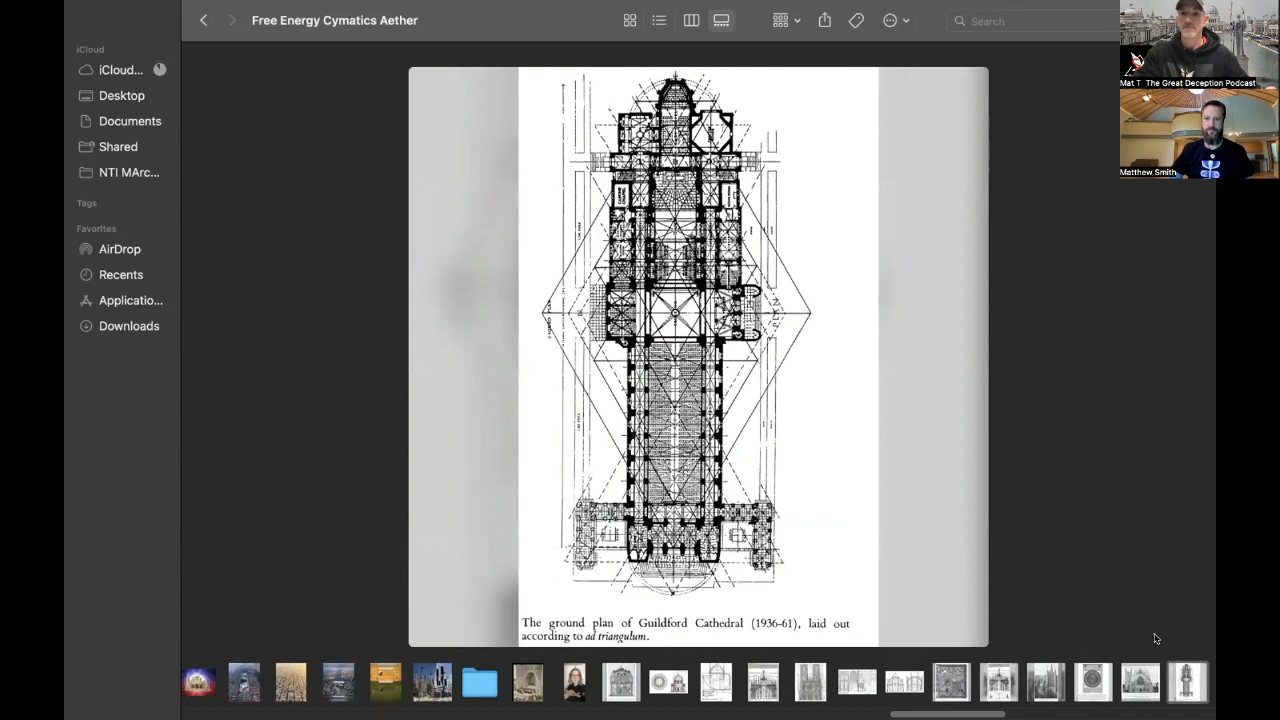 Free Energy Cymatics Aether
Search
iCloud
iCloud...
Desktop
Documents
Shared
NTI MArc...
Tags
Favorites
AirDrop
Recents
Applicatio...
Downloads
Mat T The Great Deception Podcast
Matthew Smith
The ground plan of Guildford Cathedral (1936-61), laid out
according to ad triangulum.